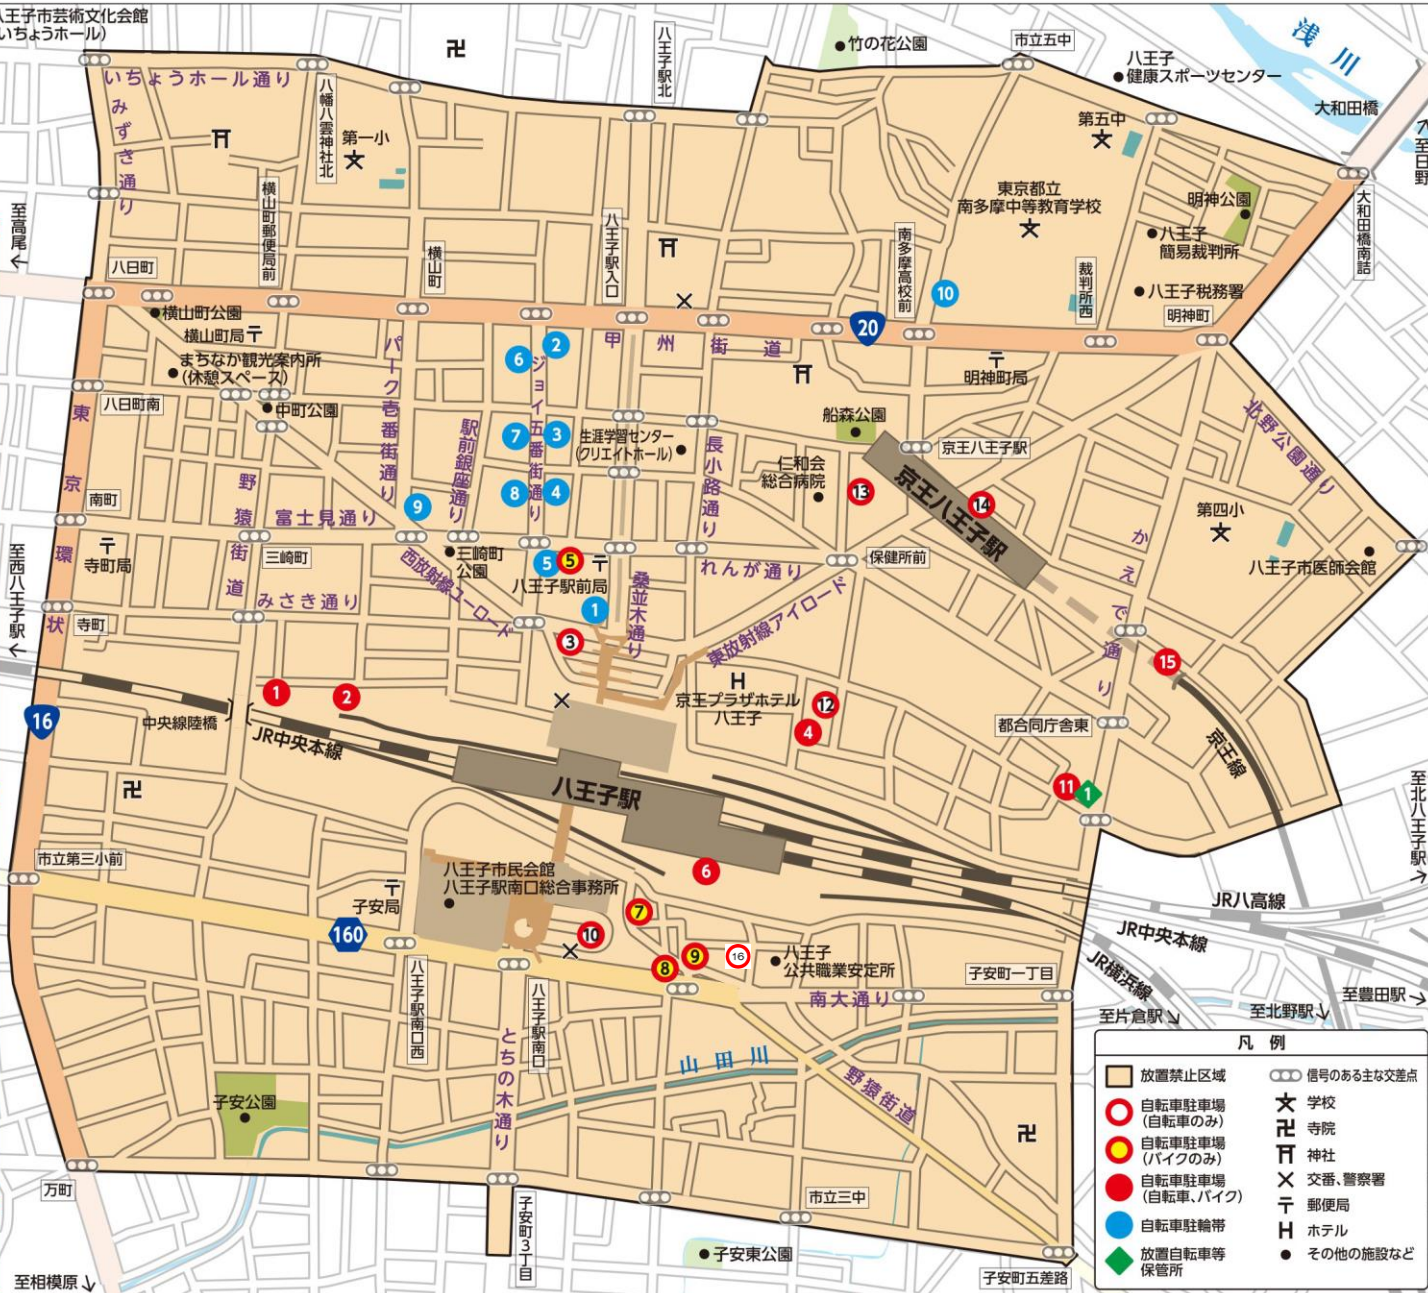 八王子市芸術文化会館
(いちょうホール)
いちょうホール通り
みずき通り
八幡八雲神社北
第一小
八王子駅北
竹の花公園
市立五中
八王子
健康スポーツセンター
浅川
大和田橋
至日野
第五中
東京都立
南多摩中等教育学校
明神公園
八王子
簡易裁判所
八王子税務署
大和田橋南詰
至高尾
横山町郵便局前
横山町
八王子駅入口
南多摩高校前
裁判所西
明神町
八日町
10
20
横山町公園
横山町局
まちなか観光案内所
(休憩スペース)
八日町南
中町公園
パーク壱番街通り
駅前銀座通り
ジョイ五番街通り
甲州街道
6
2
7
3
8
4
9
生涯学習センター
(クリエイトホール)
長小路通り
明神町局
船森公園
京王八王子駅
仁和会
総合病院
13
京王八王子駅
14
北野公園通り
第四小
八王子市医師会館
かえで通り
東京環状
南町
野猿街道
富士見通り
三崎町
寺町局
至西八王子駅
寺町
みさき通り
西放射線ユーロード
三崎町
公園
5
5
八王子駅前局
1
3
桑並木通り
れんが通り
保健所前
東放射線アイロード
15
1
2
16
中央線陸橋
JR中央本線
京王プラザホテル
八王子
12
4
都合同庁舎東
京王線
11
1
八王子駅
至北八王子駅
市立第三小前
八王子市民会館
八王子駅南口総合事務所
子安局
160
6
7
10
8
9
16
八王子
公共職業安定所
JR八高線
JR中央本線
JR横浜線
子安町一丁目
南大通り
至片倉駅
至北野駅
至豊田駅
八王子駅南口西
八王子駅南口
とちの木通り
山田川
野猿街道
子安公園
万町
市立三中
子安町3丁目
子安東公園
子安町五差路
至相模原
凡例
放置禁止区域
自転車駐車場
(自転車のみ)
自転車駐車場
(バイクのみ)
自転車駐車場
(自転車、バイク)
自転車駐輪帯
放置自転車等
保管所
信号のある主な交差点
学校
寺院
神社
交番、警察署
郵便局
ホテル
その他の施設など